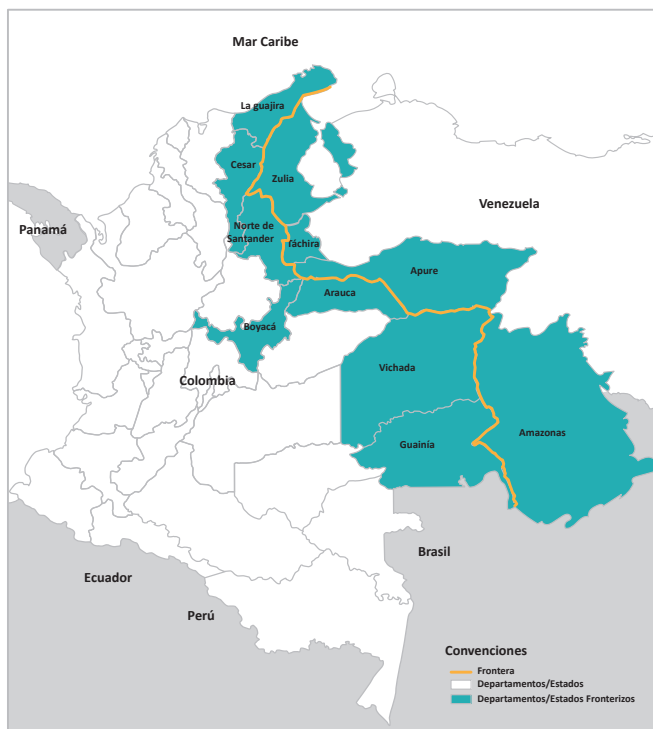 Mar Caribe
La guajira
Cesar
Zulia
Venezuela
Panamá
Norte de
Santander
Táchira
Apure
Arauca
Boyacá
Vichada
Colombia
Amazonas
Guainía
Brasil
Ecuador
Perú
Convenciones
Frontera
Departamentos/Estados
Departamentos/Estados Fronterizos